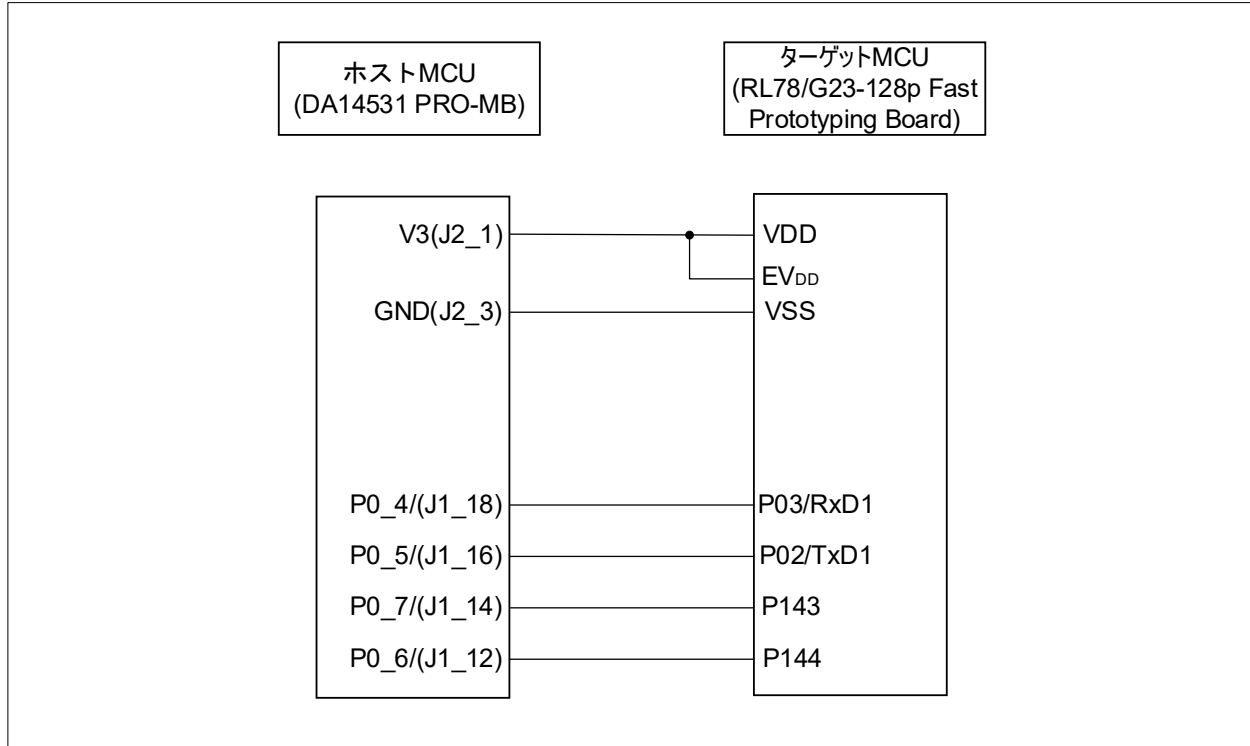 ホストMCU
(DA14531 PRO-MB)
ターゲットMCU
(RL78/G23-128p Fast
Prototyping Board)
V3(J2_1)
VDD
EVDD
GND(J2_3)
VSS
P0_4/(J1_18)
P03/RxD1
P0_5/(J1_16)
P02/TxD1
P0_7/(J1_14)
P143
P0_6/(J1_12)
P144